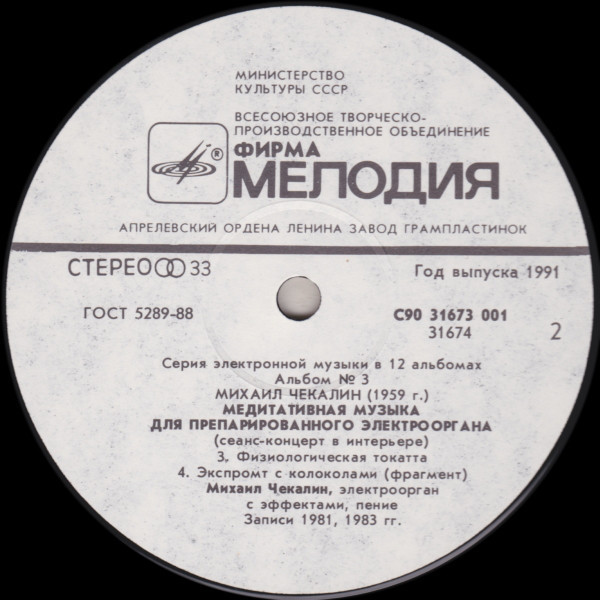 МИНИСТЕРСТВО
КУЛЬТУРЫ СССР
ВСЕСОЮЗНОЕ ТВОРЧЕСКО-
ПРОИЗВОДСТВЕННОЕ ОБЪЕДИНЕНИЕ
ФИРМА
®
МЕЛОДИЯ
АПРЕЛЕВСКИЙ ОРДЕНА ЛЕНИНА ЗАВОД ГРАМПЛАСТИНОК
СТЕРЕО 33
Год выпуска 1991
ГОСТ 5289-88
С90 31673 001
31674
2
Серия электронной музыки в 12 альбомах
Альбом № 3
МИХАИЛ ЧЕКАЛИН (1959 г.)
МЕДИТАТИВНАЯ МУЗЫКА
ДЛЯ ПРЕПАРИРОВАННОГО ЭЛЕКТРООРГАНА
(сеанс-концерт в интерьере)
3. Физиологическая токатта
4. Экспромт с колоколами (фрагмент)
Михаил Чекалин, электроорган
с эффектами, пение
Записи 1981, 1983 гг.